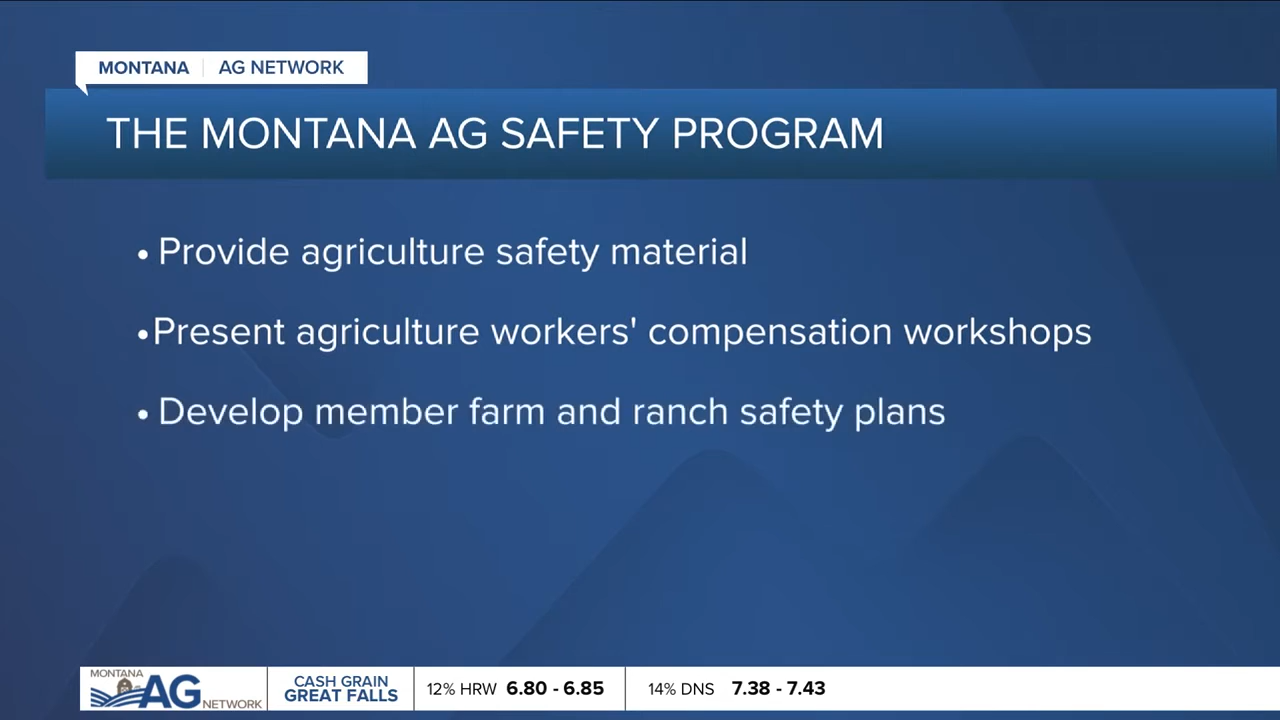 MONTANA | AG NETWORK
THE MONTANA AG SAFETY PROGRAM
• Provide agriculture safety material
•Present agriculture workers' compensation workshops
• Develop member farm and ranch safety plans
MONTANA
AG NETWORK
CASH GRAIN
GREAT FALLS
12% HRW 6.80 - 6.85
14% DNS 7.38 - 7.43